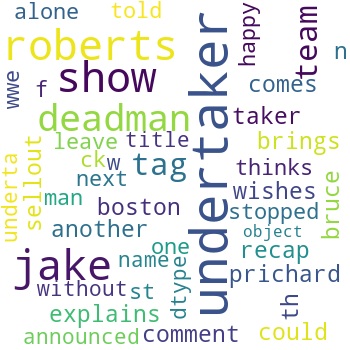 alone told
roberts
happy
team
n
wwe
f show
undertaker
comes
deadman
taker
underta
sellout
leave
w title
brings
bruce
ck
tag
thinks
next
man
boston
wishes
stopped
another
one
object
jake
name
dtype
recap
without
st
th
prichard
explains
announced
comment
could